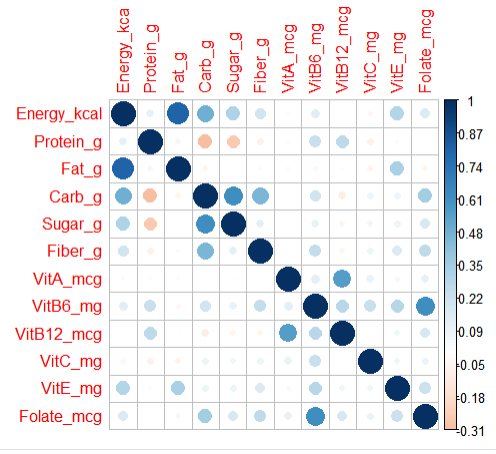 Energy_kca
Protein_g
Fat_g
Carb_g
Sugar_g
Fiber_g
VitA_mcg
VitB6_mg
VitB12_mcg
VitC_mg
VitE_mg
Folate_mcg
Energy_kcal
Protein_g
Fat_g
Carb_g
Sugar_g
Fiber_g
VitA_mcg
VitB6_mg
VitB12_mcg
VitC_mg
VitE_mg
Folate_mcg
1
0.87
0.74
0.61
0.48
0.35
0.22
0.09
-0.05
-0.18
-0.31